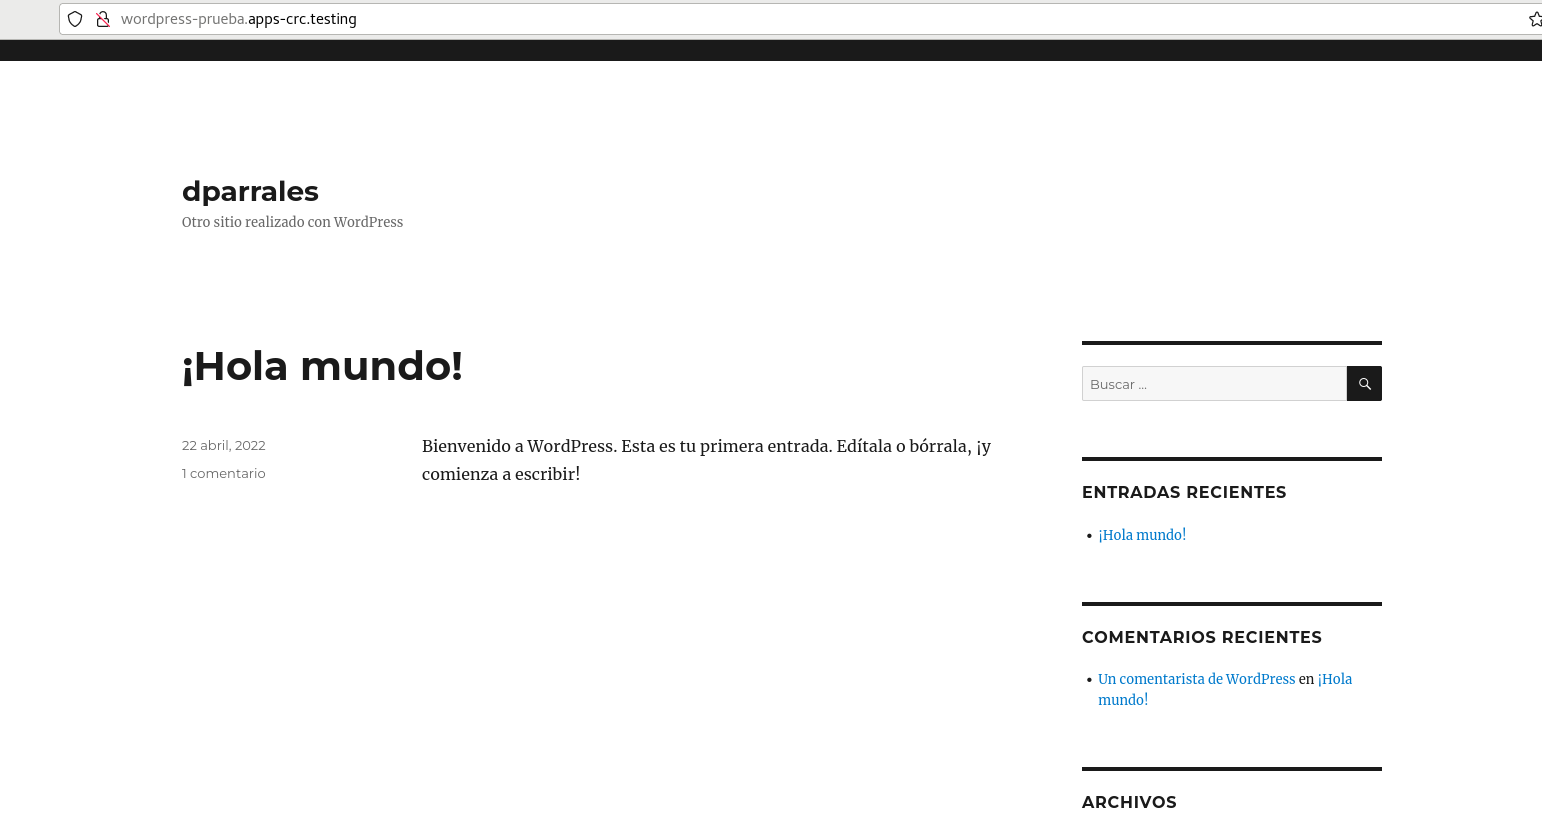 wordpress-prueba.apps-crc.testing
dparrales
Otro sitio realizado con WordPress
¡Hola mundo!
22 abril, 2022
1 comentario
Bienvenido a WordPress. Esta es tu primera entrada. Edítala o bórrala, ¡y
comienza a escribir!
Buscar …
ENTRADAS RECIENTES
¡Hola mundo!
COMENTARIOS RECIENTES
Un comentarista de WordPress en ¡Hola
mundo!
ARCHIVOS